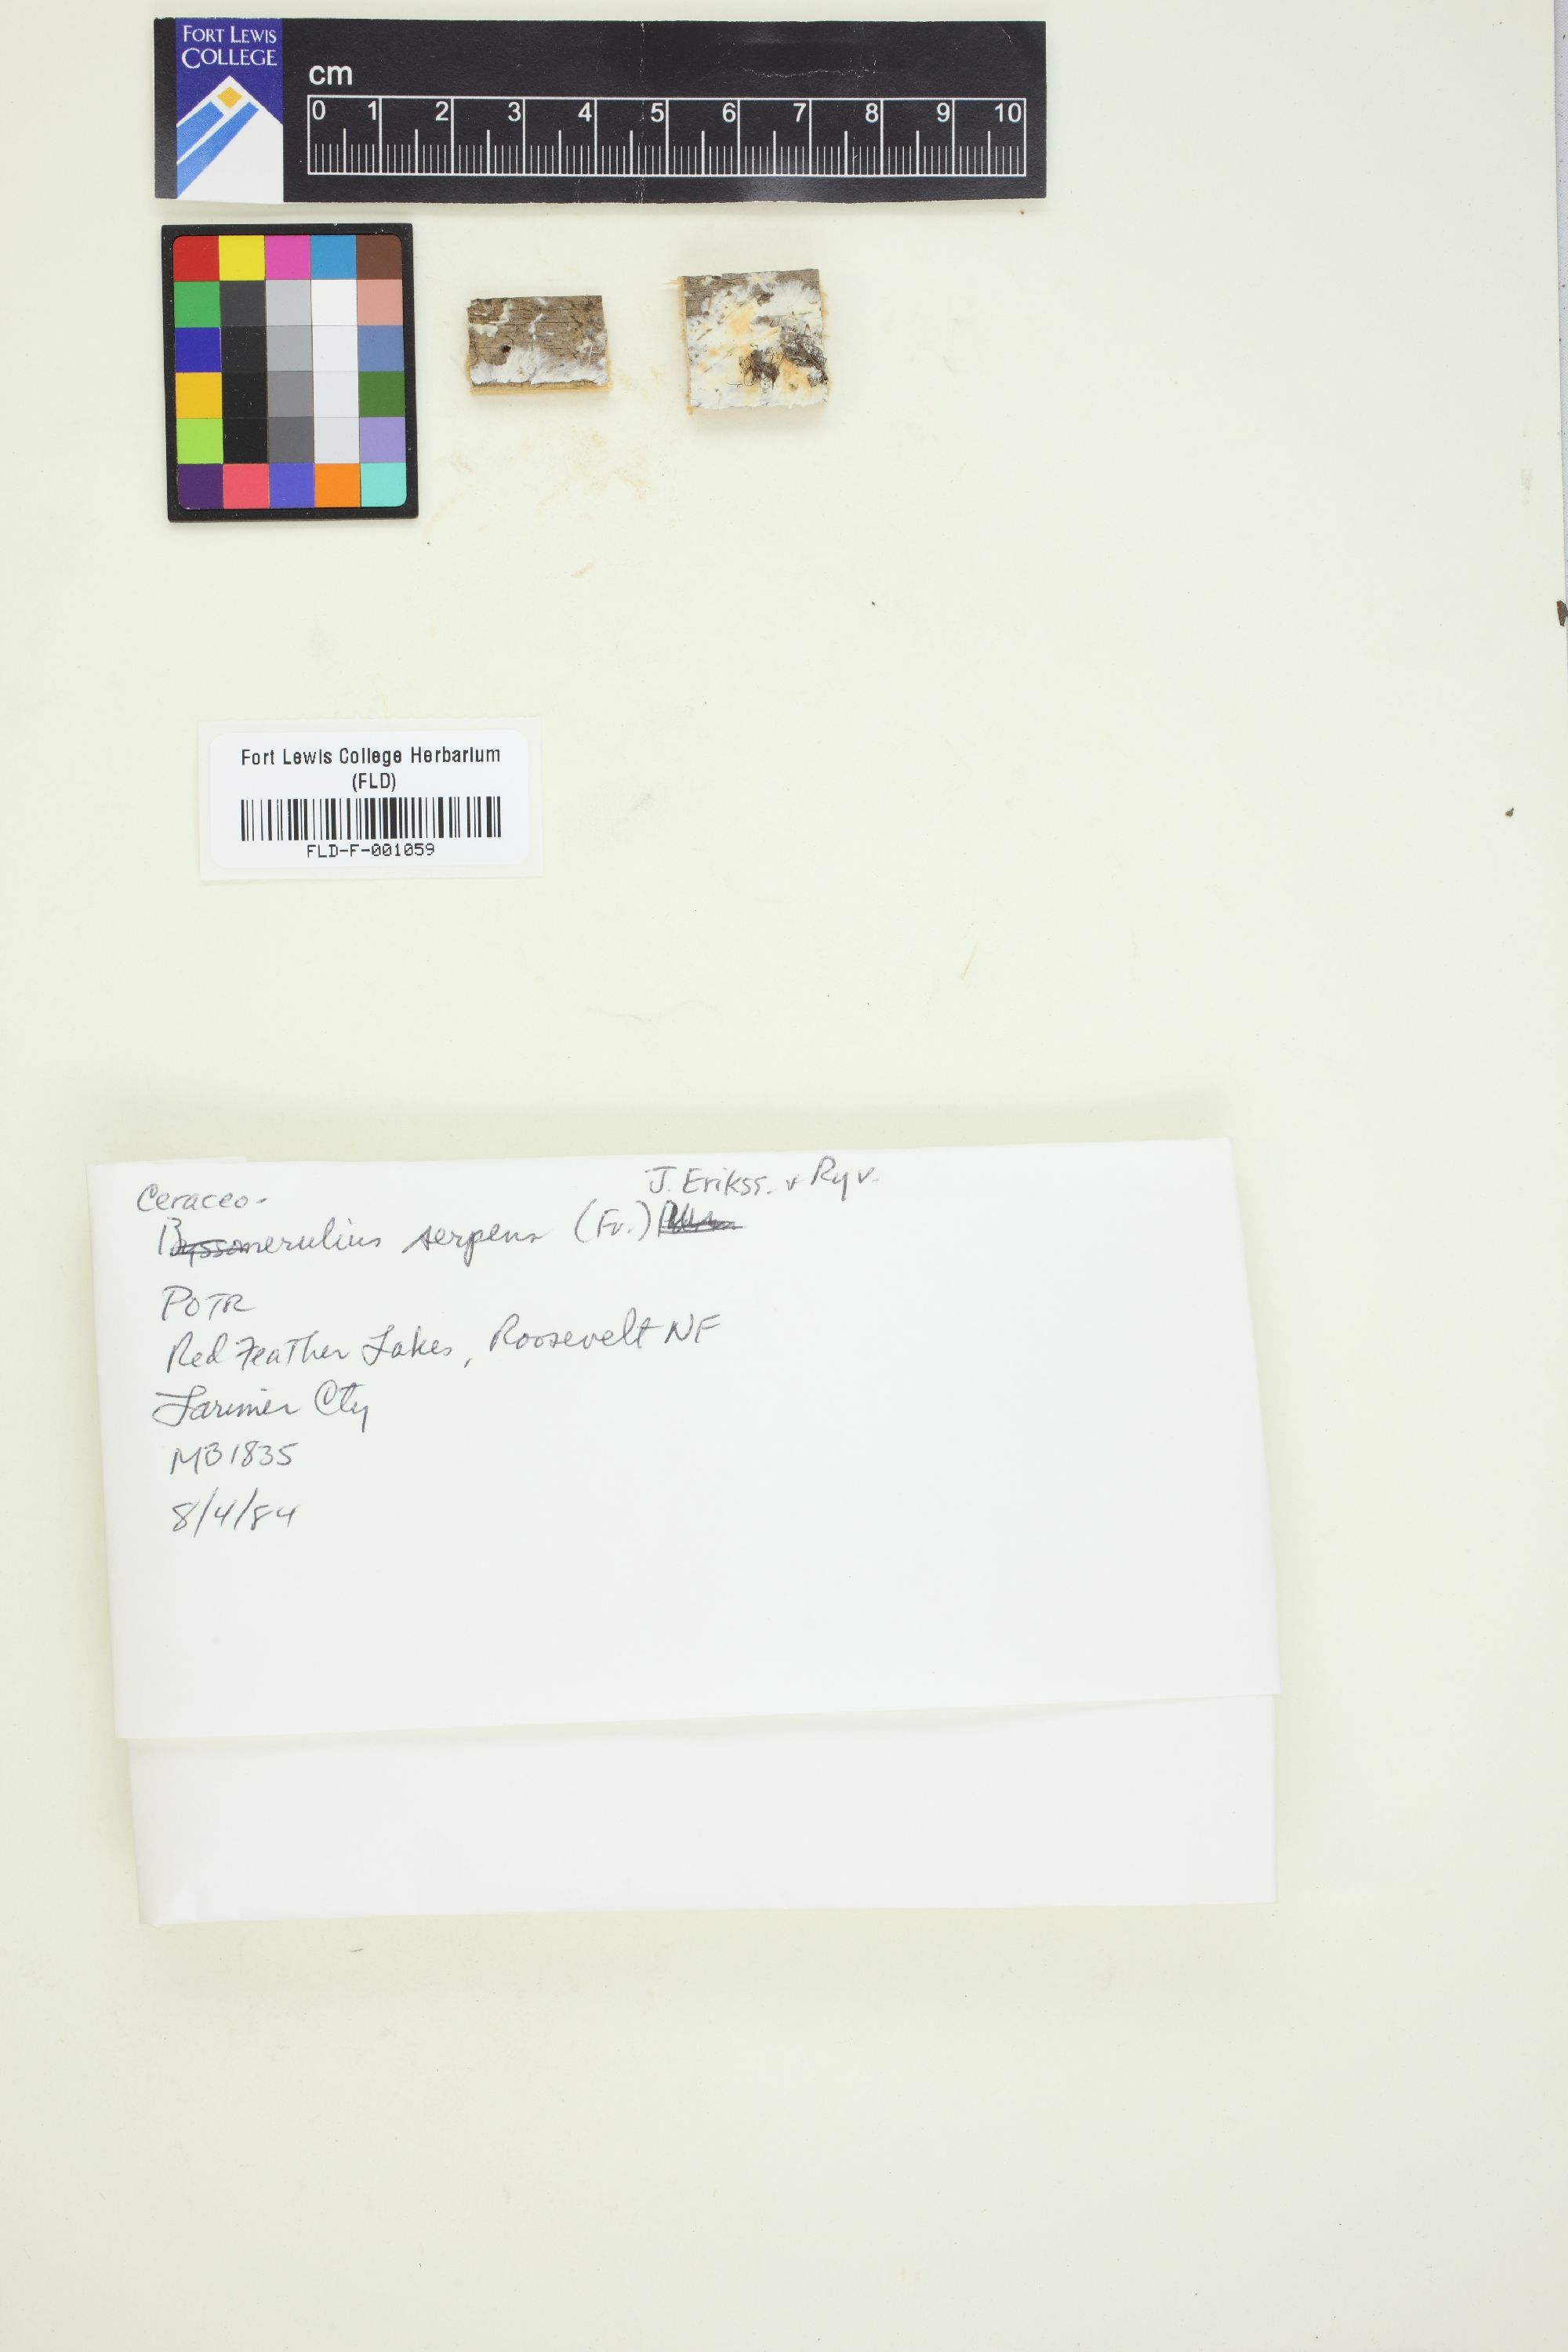 FORT LEWIS
COLLEGE
cm
0 1 2 3 4 5 6 7 8 9 10
Fort Lewis College Herbarium
(FLD)
FLD-F-001059
Ceraceo-
J. Erikss. & Ryv.
Byssomerulius serpens (Fr.)
POTR
Red Feather Lakes, Roosevelt NF
Larimer Cty
MB1835
8/4/84